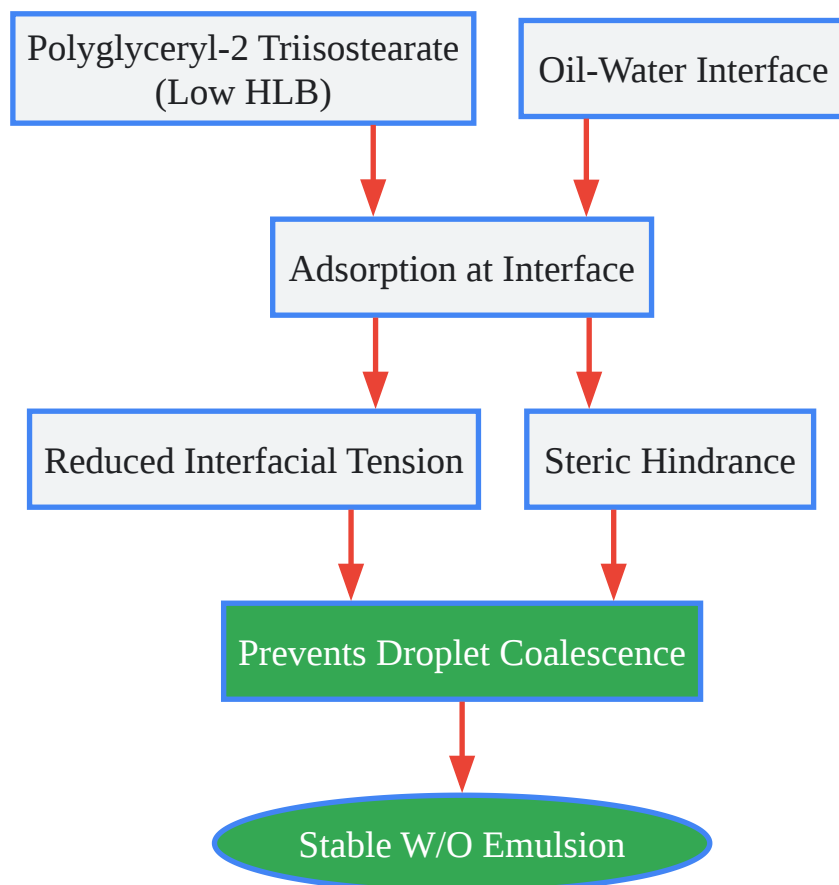 Polyglyceryl-2 Triisostearate
(Low HLB)
Oil-Water Interface
Adsorption at Interface
Reduced Interfacial Tension
Steric Hindrance
Prevents Droplet Coalescence
Stable W/O Emulsion